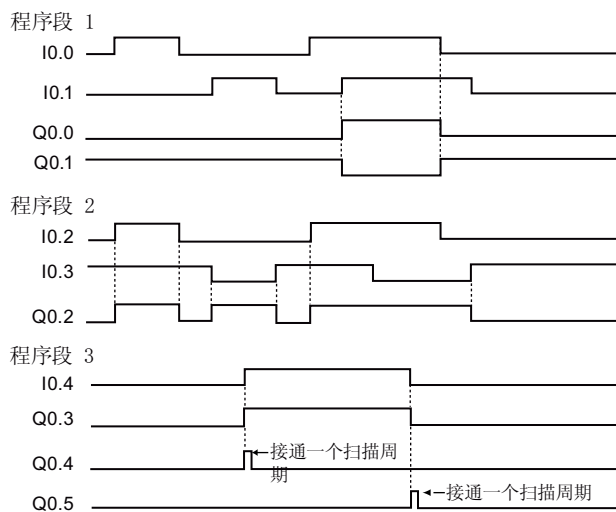 程序段 1
I0.0
I0.1
Q0.0
Q0.1
程序段 2
I0.2
I0.3
Q0.2
程序段 3
I0.4
Q0.3
Q0.4
接通一个扫描周
期
Q0.5
接通一个扫描周期